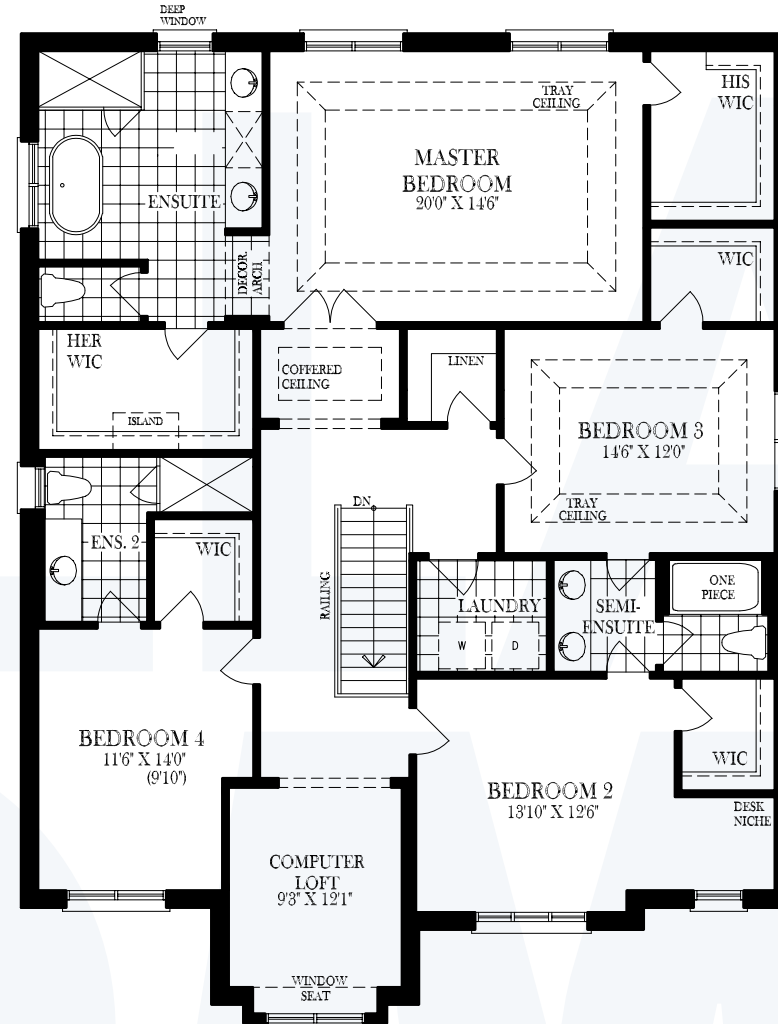 DEEP
WINDOW
TRAY
CEILING
HIS
WIC
MASTER
BEDROOM
20'0" X 14'6"
ENSUITE
DECOR.
ARCH
WIC
HER
WIC
ISLAND
COFFERED
CEILING
LINEN
BEDROOM 3
14'6" X 12'0"
TRAY
CEILING
DN
ENS. 2
WIC
RAILING
LAUNDRY
W
D
SEMI-
ENSUITE
ONE
PIECE
BEDROOM 4
11'6" X 14'0"
(9'10")
BEDROOM 2
13'10" X 12'6"
WIC
DESK
NICHE
COMPUTER
LOFT
9'3" X 12'1"
WINDOW
SEAT